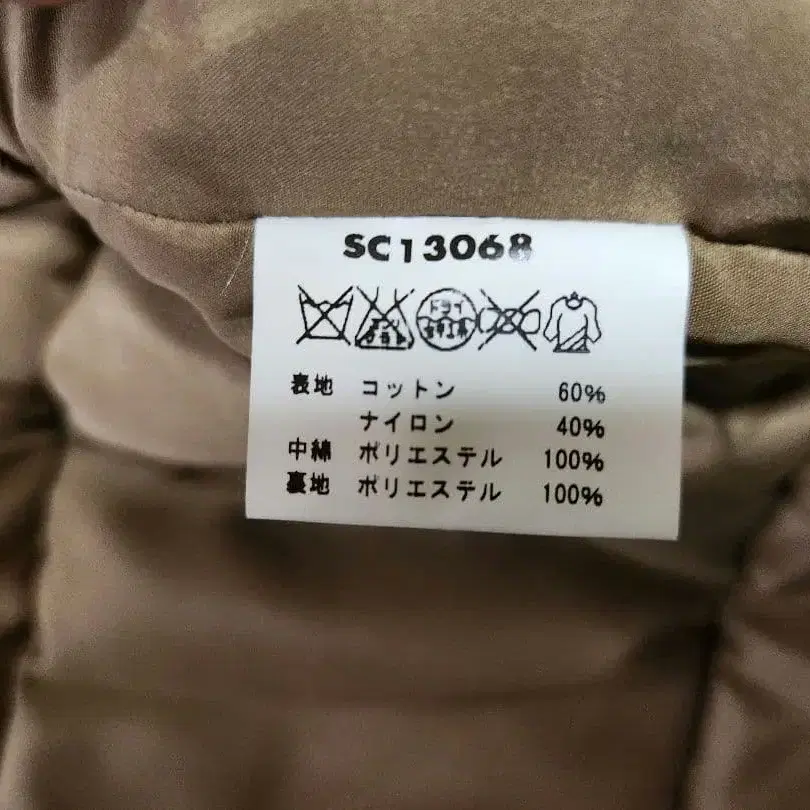 SC13068
ドライ
表地 コットン 60%
ナイロン 40%
中綿 ポリエステル 100%
裏地 ポリエステル 100%